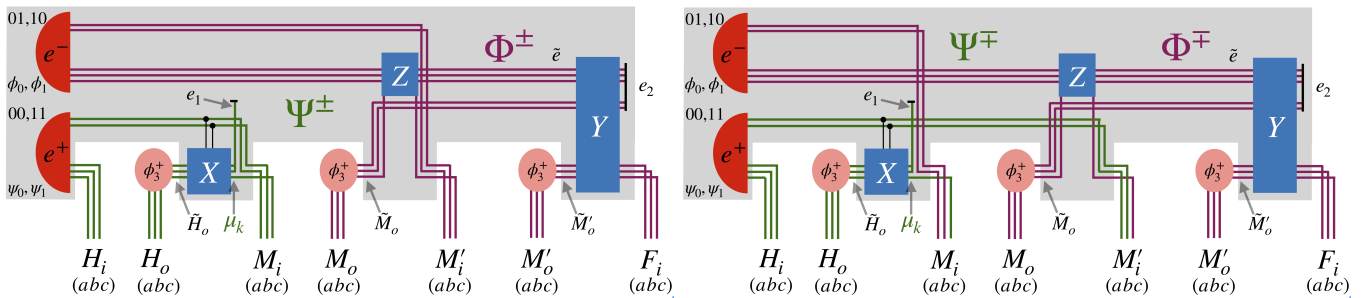 01,10
e⁻
ϕ₀, ϕ₁
00,11
e⁺
ψ₀, ψ₁
e₁
Ψ±
Φ±
Z
ẽ
e₂
Y
ϕ₃⁺
X
ϕ₃⁺
ϕ₃⁺
H̃ₒ
μₖ
M̃ₒ
M̃′ₒ
Hᵢ
Hₒ
Mᵢ
Mₒ
M′ᵢ
M′ₒ
Fᵢ
(abc)
(abc)
(abc)
(abc)
(abc)
(abc)
(abc)
01,10
e⁻
ϕ₀, ϕ₁
00,11
e⁺
ψ₀, ψ₁
e₁
Ψ∓
Φ∓
Z
ẽ
e₂
Y
ϕ₃⁺
X
ϕ₃⁺
ϕ₃⁺
H̃ₒ
μₖ
M̃ₒ
M̃′ₒ
Hᵢ
Hₒ
Mᵢ
Mₒ
M′ᵢ
M′ₒ
Fᵢ
(abc)
(abc)
(abc)
(abc)
(abc)
(abc)
(abc)